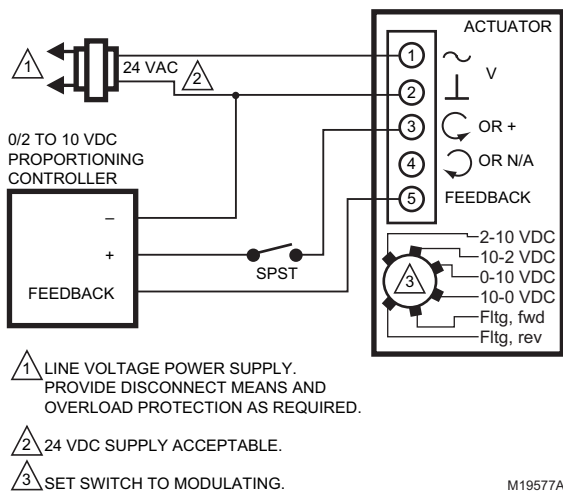 ACTUATOR
1
24 VAC
2
1
V
2
0/2 TO 10 VDC
PROPORTIONING
CONTROLLER
3
OR +
4
OR N/A
5
FEEDBACK
–
+
SPST
FEEDBACK
3
2-10 VDC
10-2 VDC
0-10 VDC
10-0 VDC
Fltg, fwd
Fltg, rev
1 LINE VOLTAGE POWER SUPPLY.
PROVIDE DISCONNECT MEANS AND
OVERLOAD PROTECTION AS REQUIRED.
2 24 VDC SUPPLY ACCEPTABLE.
3 SET SWITCH TO MODULATING.
M19577A